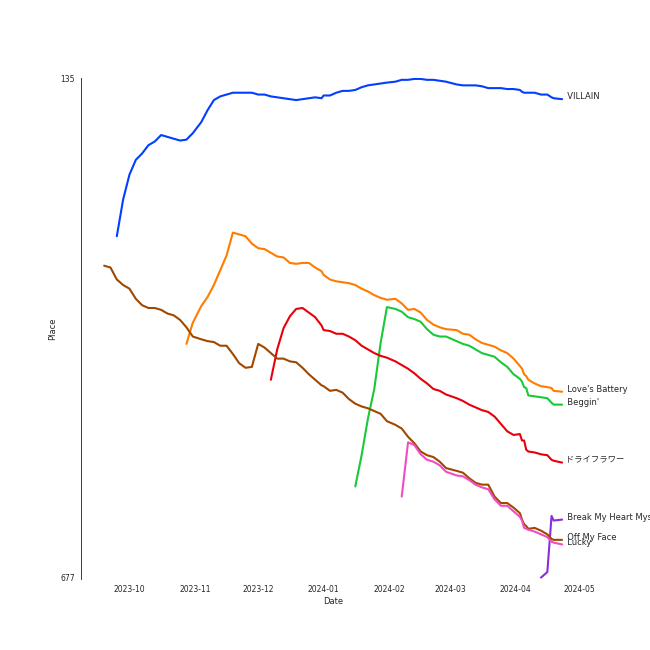 135
VILLAIN
Love's Battery
Beggin'
ドライフラワー
Break My Heart Mys
Off My Face
Lucky
677
Place
2023-10 2023-11 2023-12 2024-01 2024-02 2024-03 2024-04 2024-05
Date